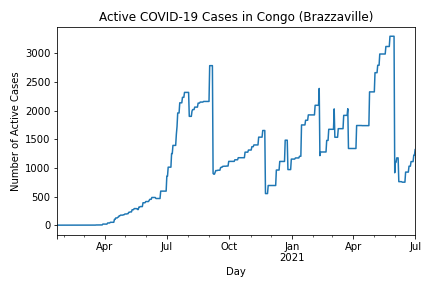 Active COVID-19 Cases in Congo (Brazzaville)
Number of Active Cases
3000
2500
2000
1500
1000
500
0
Apr Jul Oct Jan Apr Jul
2021
Day